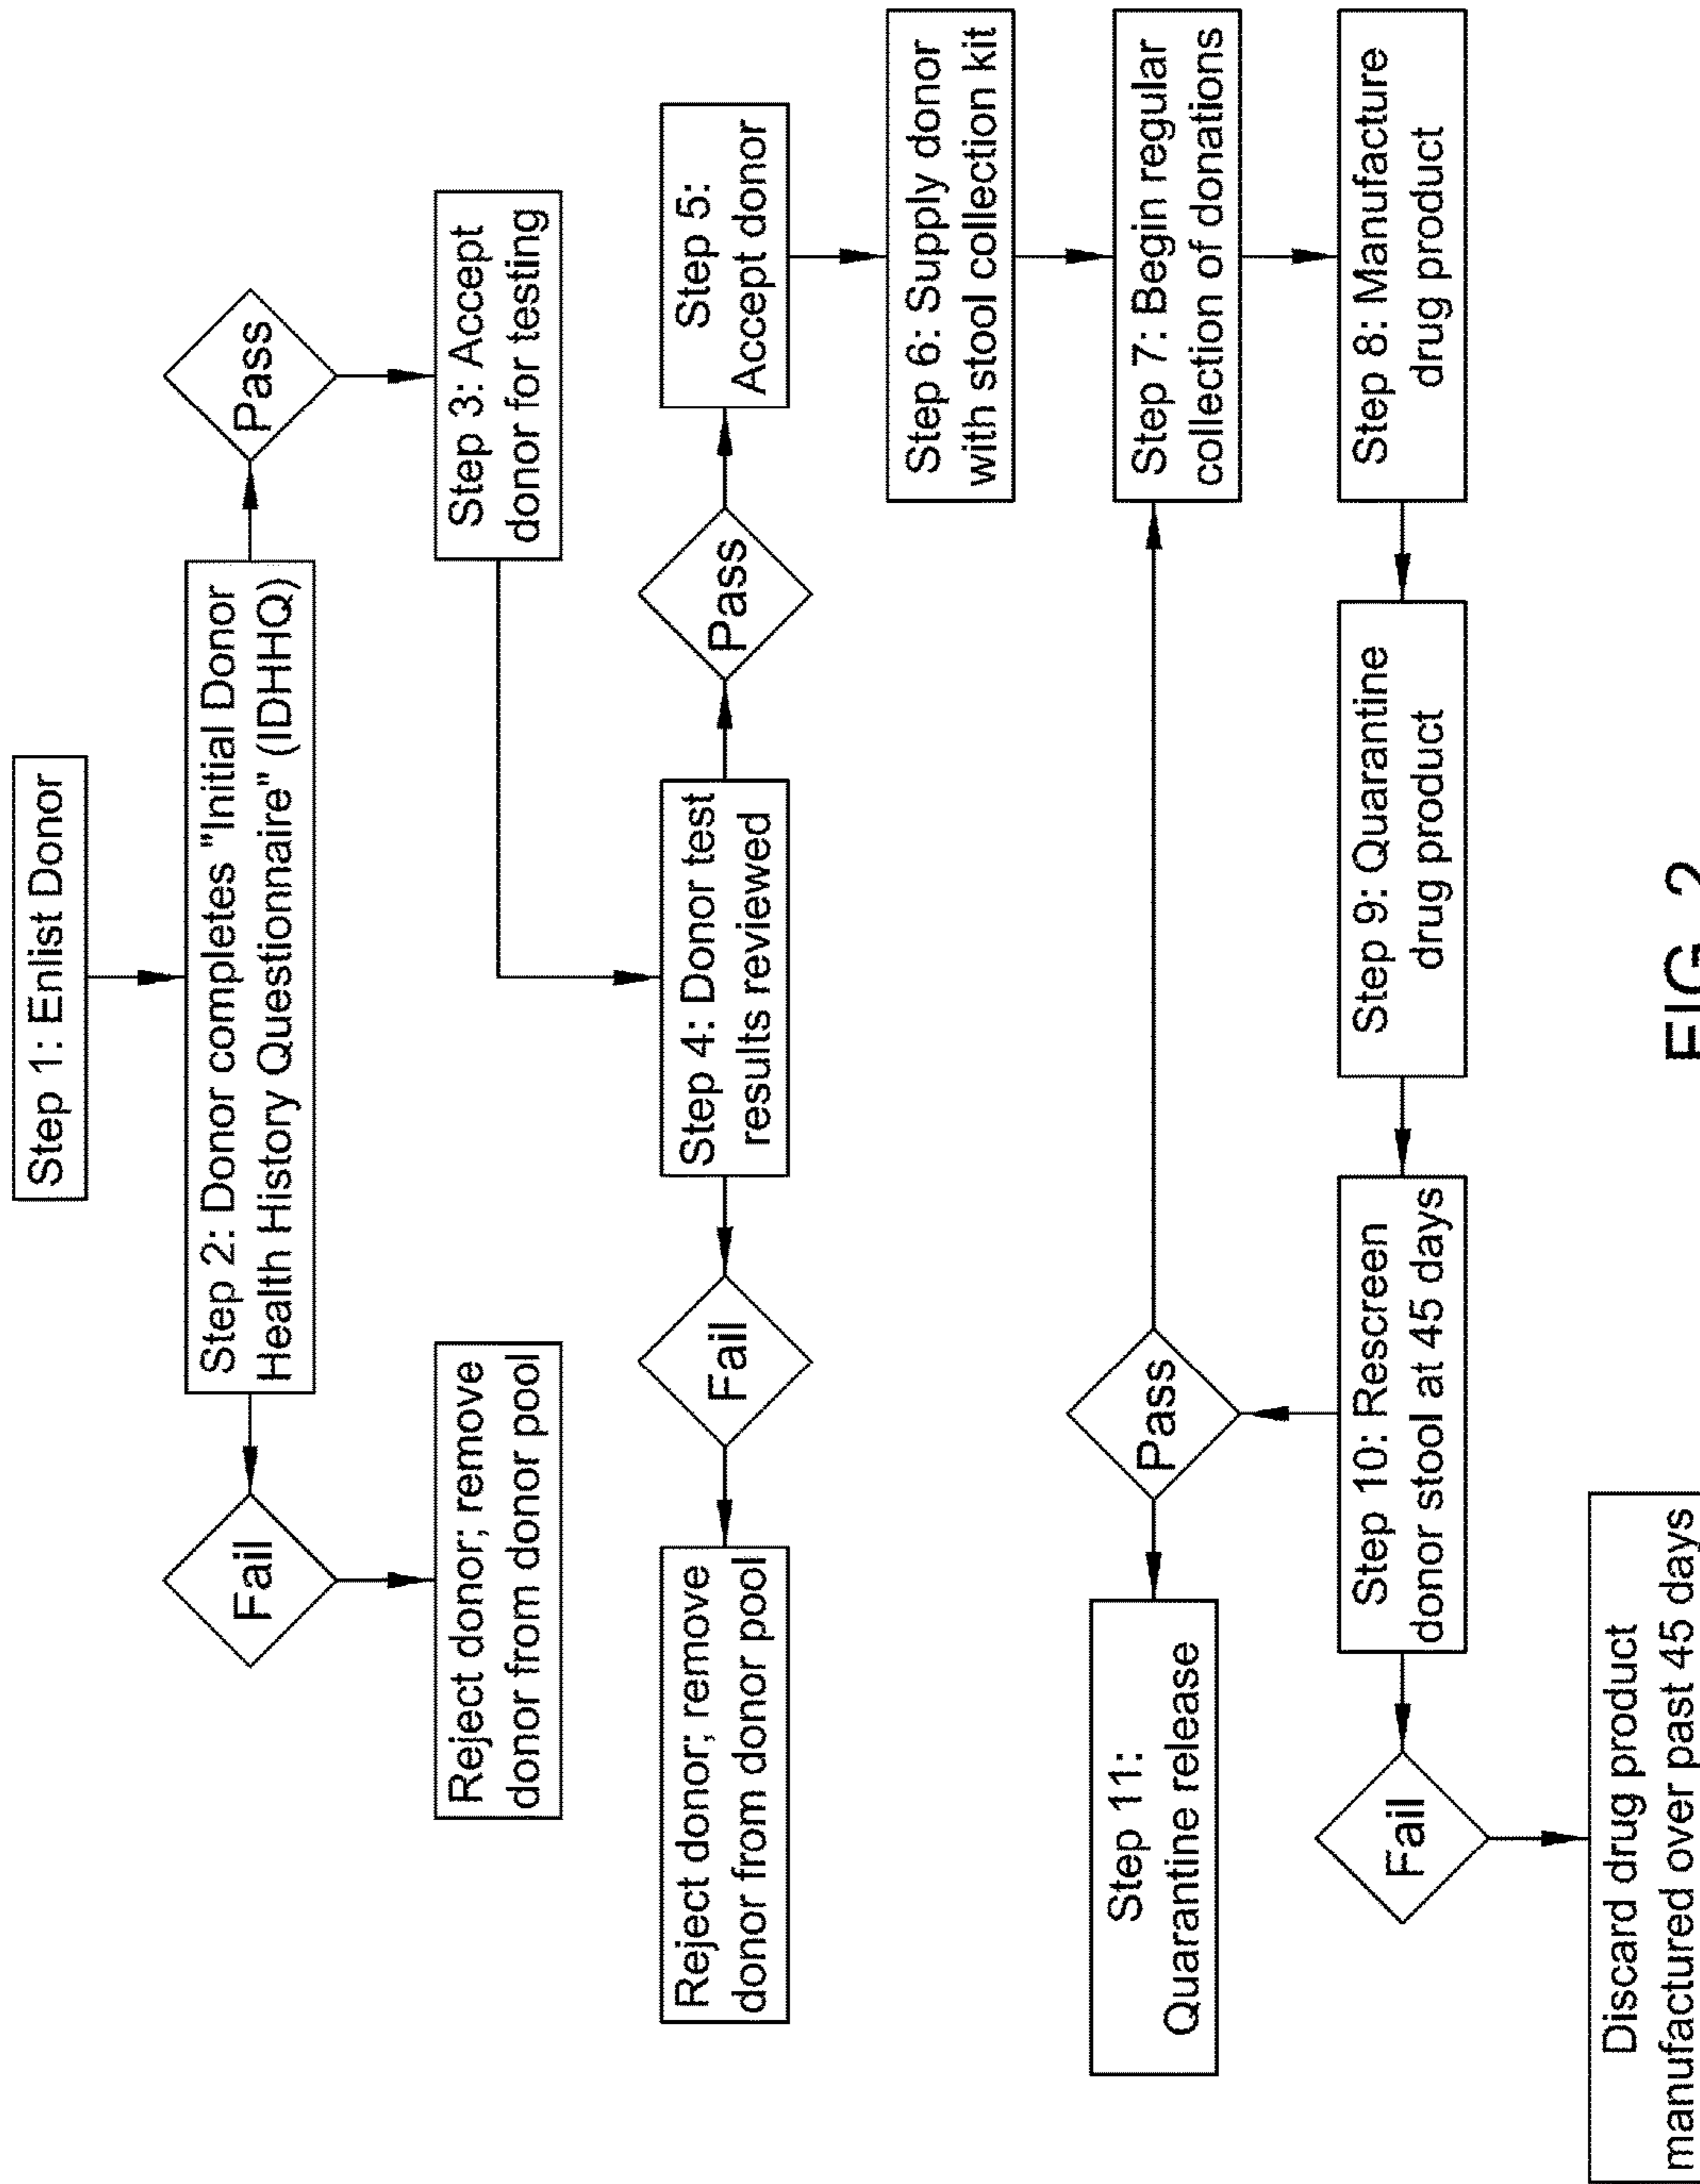 Step 1: Enlist Donor
Step 2: Donor completes "Initial Donor
Health History Questionnaire" (IDHHQ)
Fail
Pass
Reject donor; remove
donor from donor pool
Step 3: Accept
donor for testing
Step 4: Donor test
results reviewed
Fail
Pass
Reject donor; remove
donor from donor pool
Step 5:
Accept donor
Step 6: Supply donor
with stool collection kit
Step 7: Begin regular
collection of donations
Step 8: Manufacture
drug product
Step 9: Quarantine
drug product
Step 10: Rescreen
donor stool at 45 days
Pass
Step 11:
Quarantine release
Fail
Discard drug product
manufactured over past 45 days
FIG. 2